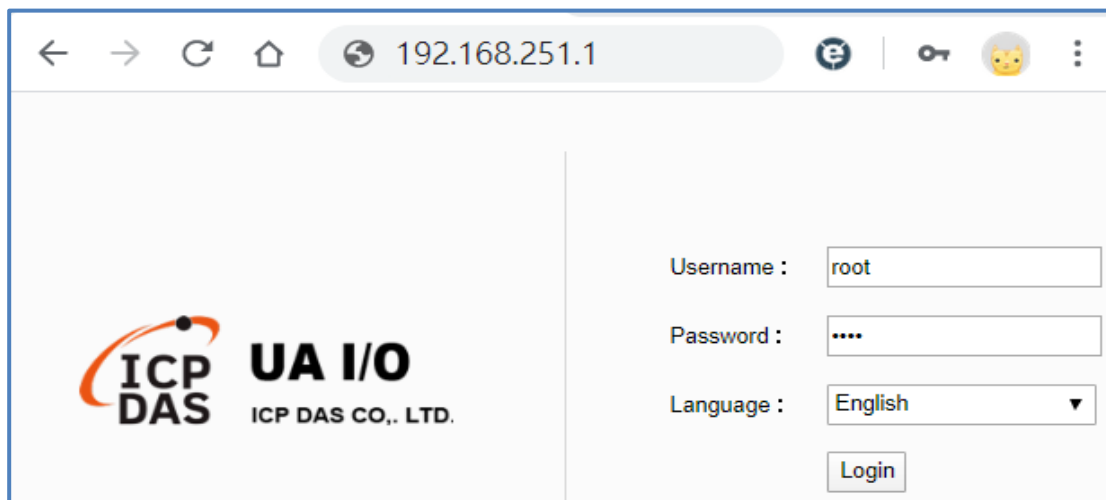 192.168.251.1
Username :
root
Password :
••••
Language :
English
Login
ICP
DAS
UA I/O
ICP DAS CO,. LTD.